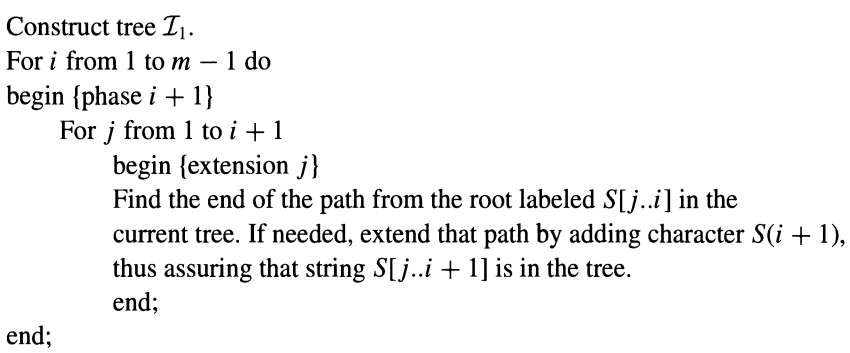 Construct tree ℐ₁.
For i from 1 to m − 1 do
begin {phase i + 1}
For j from 1 to i + 1
begin {extension j}
Find the end of the path from the root labeled S[j..i] in the
current tree. If needed, extend that path by adding character S(i + 1),
thus assuring that string S[j..i + 1] is in the tree.
end;
end;